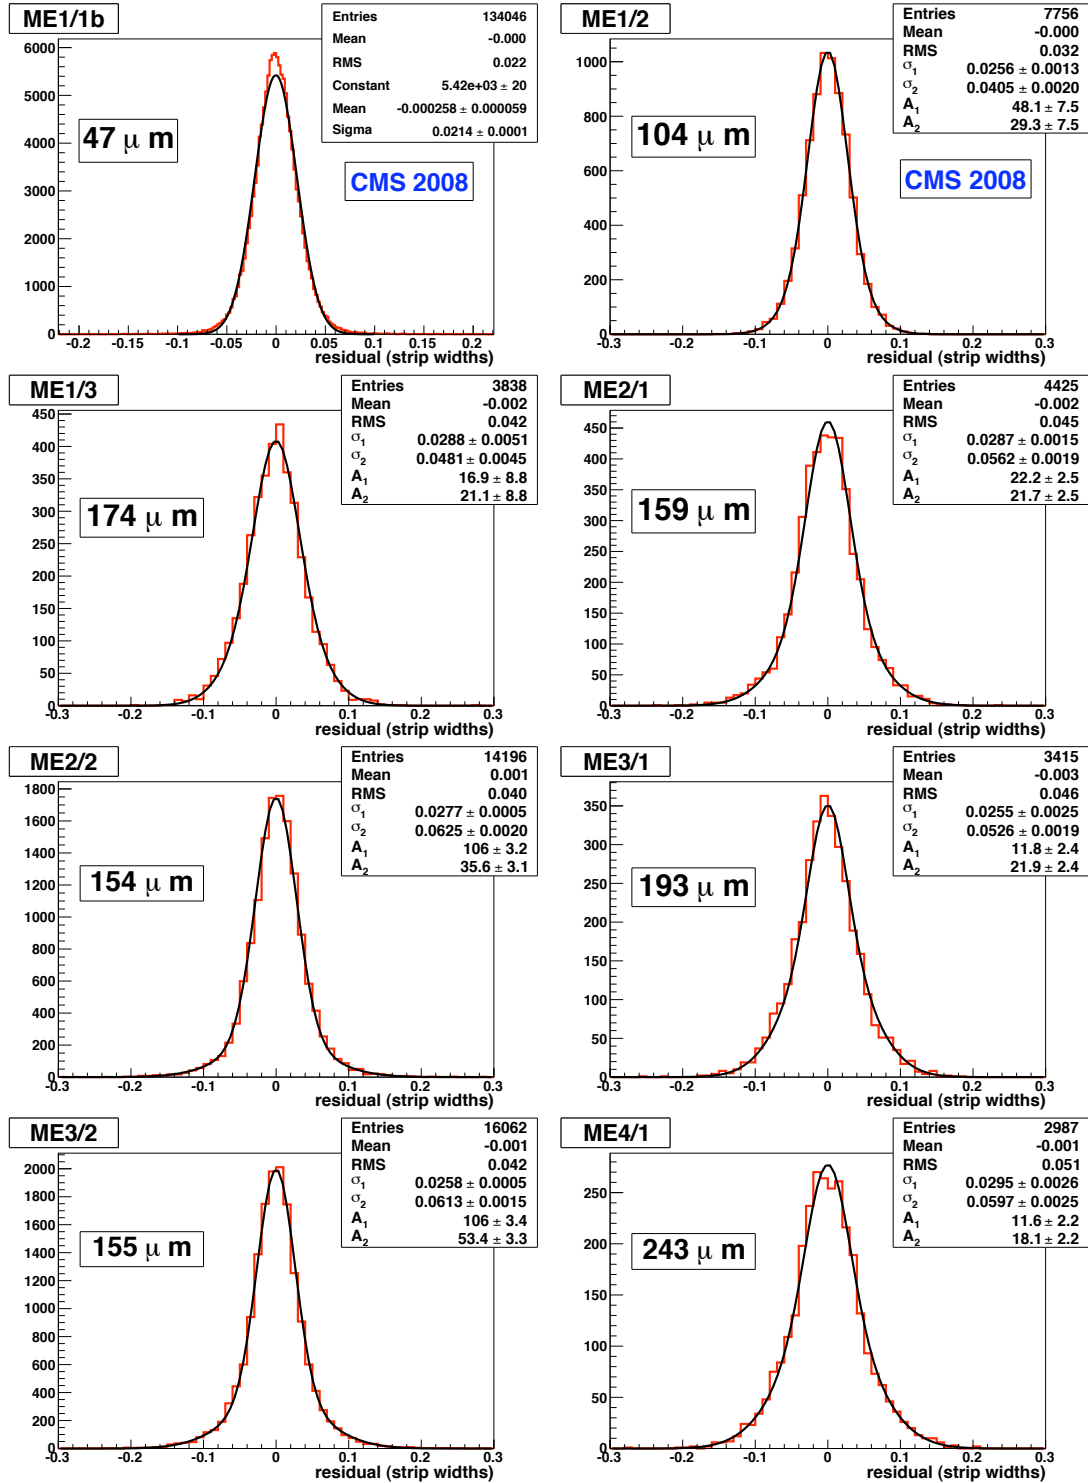 ME1/1b
Entries 134046
Mean -0.000
RMS 0.022
Constant 5.42e+03 ± 20
Mean -0.000258 ± 0.000059
Sigma 0.0214 ± 0.0001
47 μ m
CMS 2008
6000
5000
4000
3000
2000
1000
0
-0.2 -0.15 -0.1 -0.05 0 0.05 0.1 0.15 0.2
residual (strip widths)
ME1/2
Entries 7756
Mean -0.000
RMS 0.032
σ1 0.0256 ± 0.0013
σ2 0.0405 ± 0.0020
A1 48.1 ± 7.5
A2 29.3 ± 7.5
104 μ m
CMS 2008
1000
800
600
400
200
0
-0.3 -0.2 -0.1 0 0.1 0.2 0.3
residual (strip widths)
ME1/3
Entries 3838
Mean -0.002
RMS 0.042
σ1 0.0288 ± 0.0051
σ2 0.0481 ± 0.0045
A1 16.9 ± 8.8
A2 21.1 ± 8.8
174 μ m
450
400
350
300
250
200
150
100
50
0
-0.3 -0.2 -0.1 0 0.1 0.2 0.3
residual (strip widths)
ME2/1
Entries 4425
Mean -0.002
RMS 0.045
σ1 0.0287 ± 0.0015
σ2 0.0562 ± 0.0019
A1 22.2 ± 2.5
A2 21.7 ± 2.5
159 μ m
450
400
350
300
250
200
150
100
50
0
-0.3 -0.2 -0.1 0 0.1 0.2 0.3
residual (strip widths)
ME2/2
Entries 14196
Mean 0.001
RMS 0.040
σ1 0.0277 ± 0.0005
σ2 0.0625 ± 0.0020
A1 106 ± 3.2
A2 35.6 ± 3.1
154 μ m
1800
1600
1400
1200
1000
800
600
400
200
0
-0.3 -0.2 -0.1 0 0.1 0.2 0.3
residual (strip widths)
ME3/1
Entries 3415
Mean -0.003
RMS 0.046
σ1 0.0255 ± 0.0025
σ2 0.0526 ± 0.0019
A1 11.8 ± 2.4
A2 21.9 ± 2.4
193 μ m
350
300
250
200
150
100
50
0
-0.3 -0.2 -0.1 0 0.1 0.2 0.3
residual (strip widths)
ME3/2
Entries 16062
Mean -0.001
RMS 0.042
σ1 0.0258 ± 0.0005
σ2 0.0613 ± 0.0015
A1 106 ± 3.4
A2 53.4 ± 3.3
155 μ m
2000
1800
1600
1400
1200
1000
800
600
400
200
0
-0.3 -0.2 -0.1 0 0.1 0.2 0.3
residual (strip widths)
ME4/1
Entries 2987
Mean -0.001
RMS 0.051
σ1 0.0295 ± 0.0026
σ2 0.0597 ± 0.0025
A1 11.6 ± 2.2
A2 18.1 ± 2.2
243 μ m
250
200
150
100
50
0
-0.3 -0.2 -0.1 0 0.1 0.2 0.3
residual (strip widths)